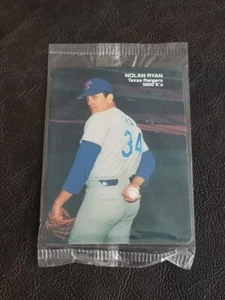 NOLAN RYAN
Texas Rangers
5000 K's
34